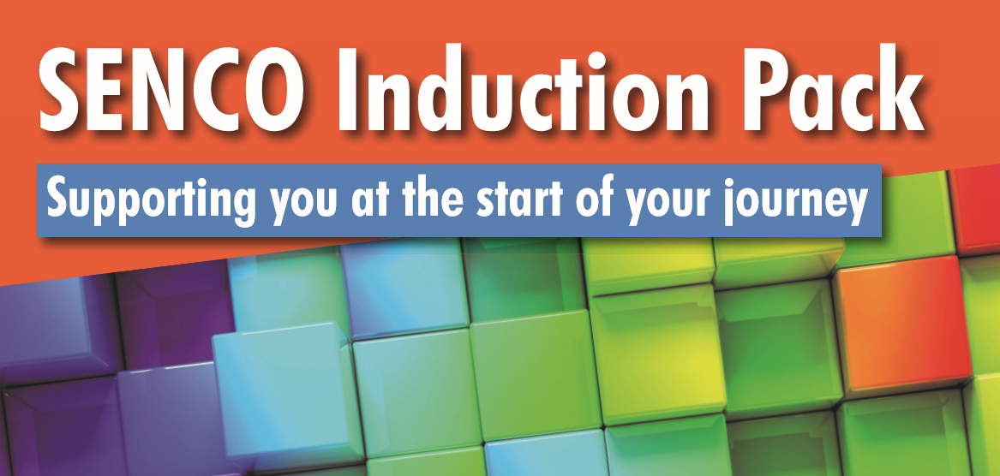 SENCO Induction Pack
Supporting you at the start of your journey